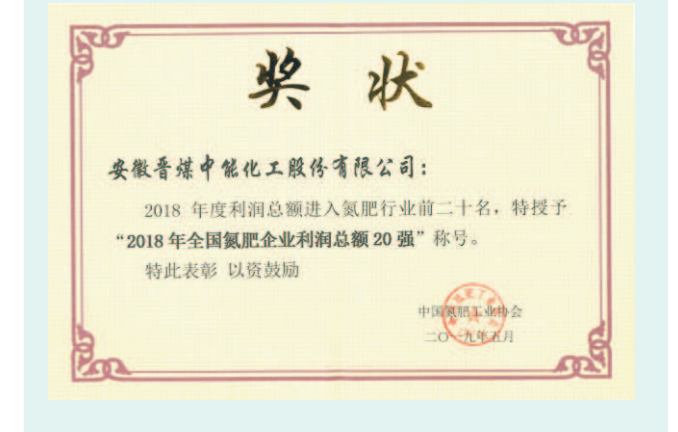 奖 状
安徽晋煤中能化工股份有限公司：
2018 年度利润总额进入氮肥行业前二十名，特授予
“2018 年全国氮肥企业利润总额 20 强”称号。
特此表彰 以资鼓励
中国氮肥工业协会
二〇一九年五月